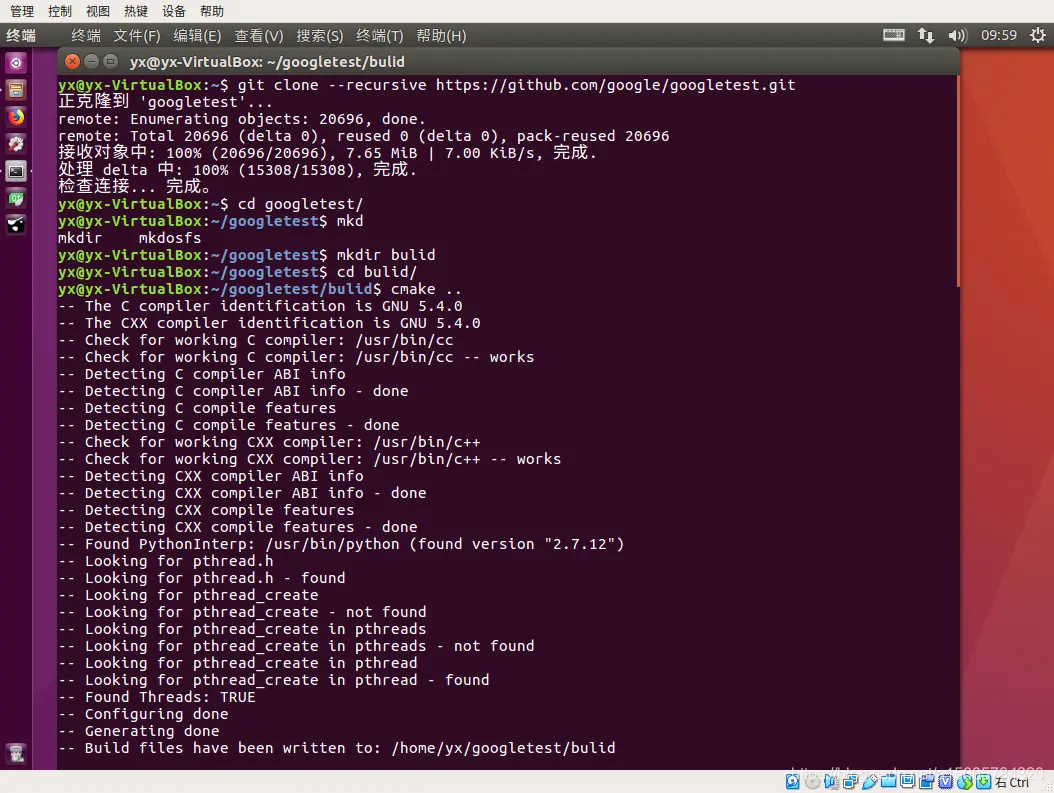 管理 控制 视图 热键 设备 帮助
终端 终端 文件(F) 编辑(E) 查看(V) 搜索(S) 终端(T) 帮助(H) 09:59
yx@yx-VirtualBox: ~/googletest/bulid
yx@yx-VirtualBox:~$ git clone --recursive https://github.com/google/googletest.git
正克隆到 'googletest'...
remote: Enumerating objects: 20696, done.
remote: Total 20696 (delta 0), reused 0 (delta 0), pack-reused 20696
接收对象中: 100% (20696/20696), 7.65 MiB | 7.00 KiB/s, 完成.
处理 delta 中: 100% (15308/15308), 完成.
检查连接... 完成。
yx@yx-VirtualBox:~$ cd googletest/
yx@yx-VirtualBox:~/googletest$ mkd
mkdir mkdosfs
yx@yx-VirtualBox:~/googletest$ mkdir bulid
yx@yx-VirtualBox:~/googletest$ cd bulid/
yx@yx-VirtualBox:~/googletest/bulid$ cmake ..
-- The C compiler identification is GNU 5.4.0
-- The CXX compiler identification is GNU 5.4.0
-- Check for working C compiler: /usr/bin/cc
-- Check for working C compiler: /usr/bin/cc -- works
-- Detecting C compiler ABI info
-- Detecting C compiler ABI info - done
-- Detecting C compile features
-- Detecting C compile features - done
-- Check for working CXX compiler: /usr/bin/c++
-- Check for working CXX compiler: /usr/bin/c++ -- works
-- Detecting CXX compiler ABI info
-- Detecting CXX compiler ABI info - done
-- Detecting CXX compile features
-- Detecting CXX compile features - done
-- Found PythonInterp: /usr/bin/python (found version "2.7.12")
-- Looking for pthread.h
-- Looking for pthread.h - found
-- Looking for pthread_create
-- Looking for pthread_create - not found
-- Looking for pthread_create in pthreads
-- Looking for pthread_create in pthreads - not found
-- Looking for pthread_create in pthread
-- Looking for pthread_create in pthread - found
-- Found Threads: TRUE
-- Configuring done
-- Generating done
-- Build files have been written to: /home/yx/googletest/bulid
右 Ctrl